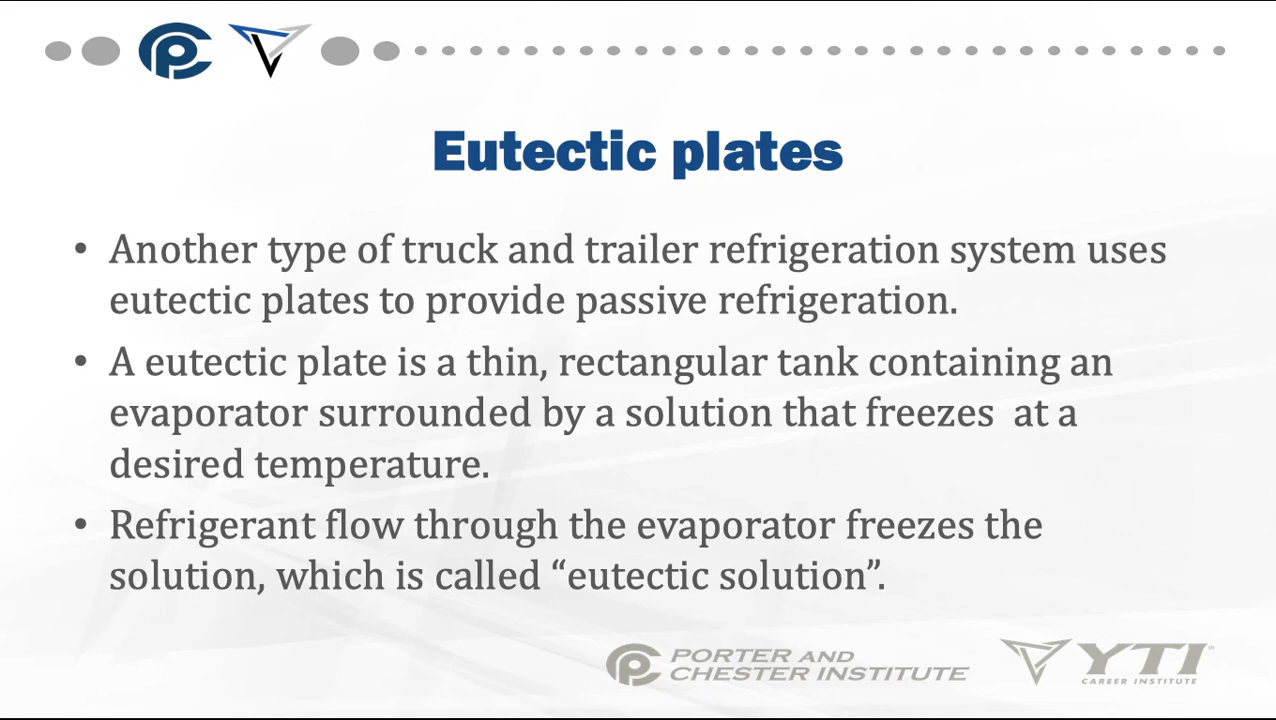 Eutectic plates
• Another type of truck and trailer refrigeration system uses
eutectic plates to provide passive refrigeration.
• A eutectic plate is a thin, rectangular tank containing an
evaporator surrounded by a solution that freezes  at a
desired temperature.
• Refrigerant flow through the evaporator freezes the
solution, which is called “eutectic solution”.
PORTER AND
CHESTER INSTITUTE
YTI
CAREER INSTITUTE